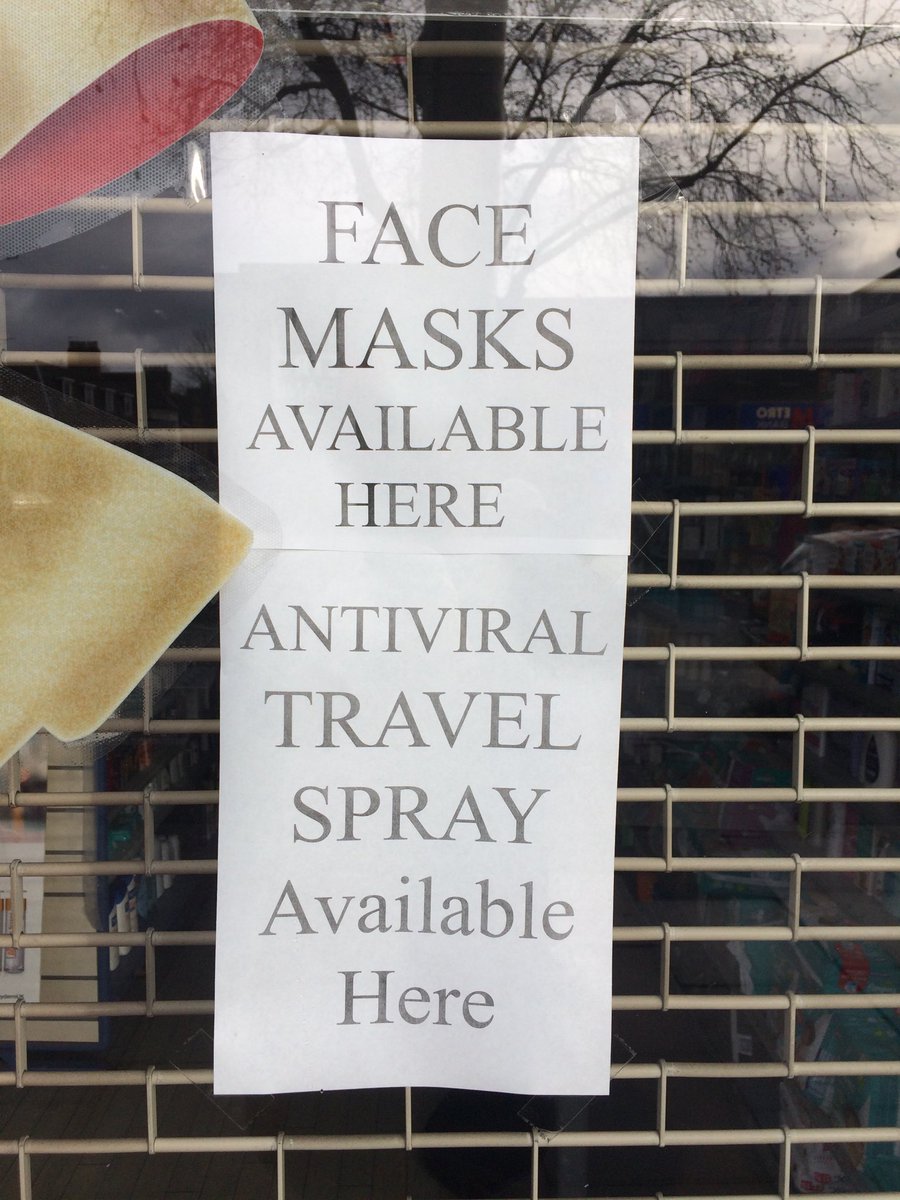 FACE
MASKS
AVAILABLE
HERE
ANTIVIRAL
TRAVEL
SPRAY
Available
Here